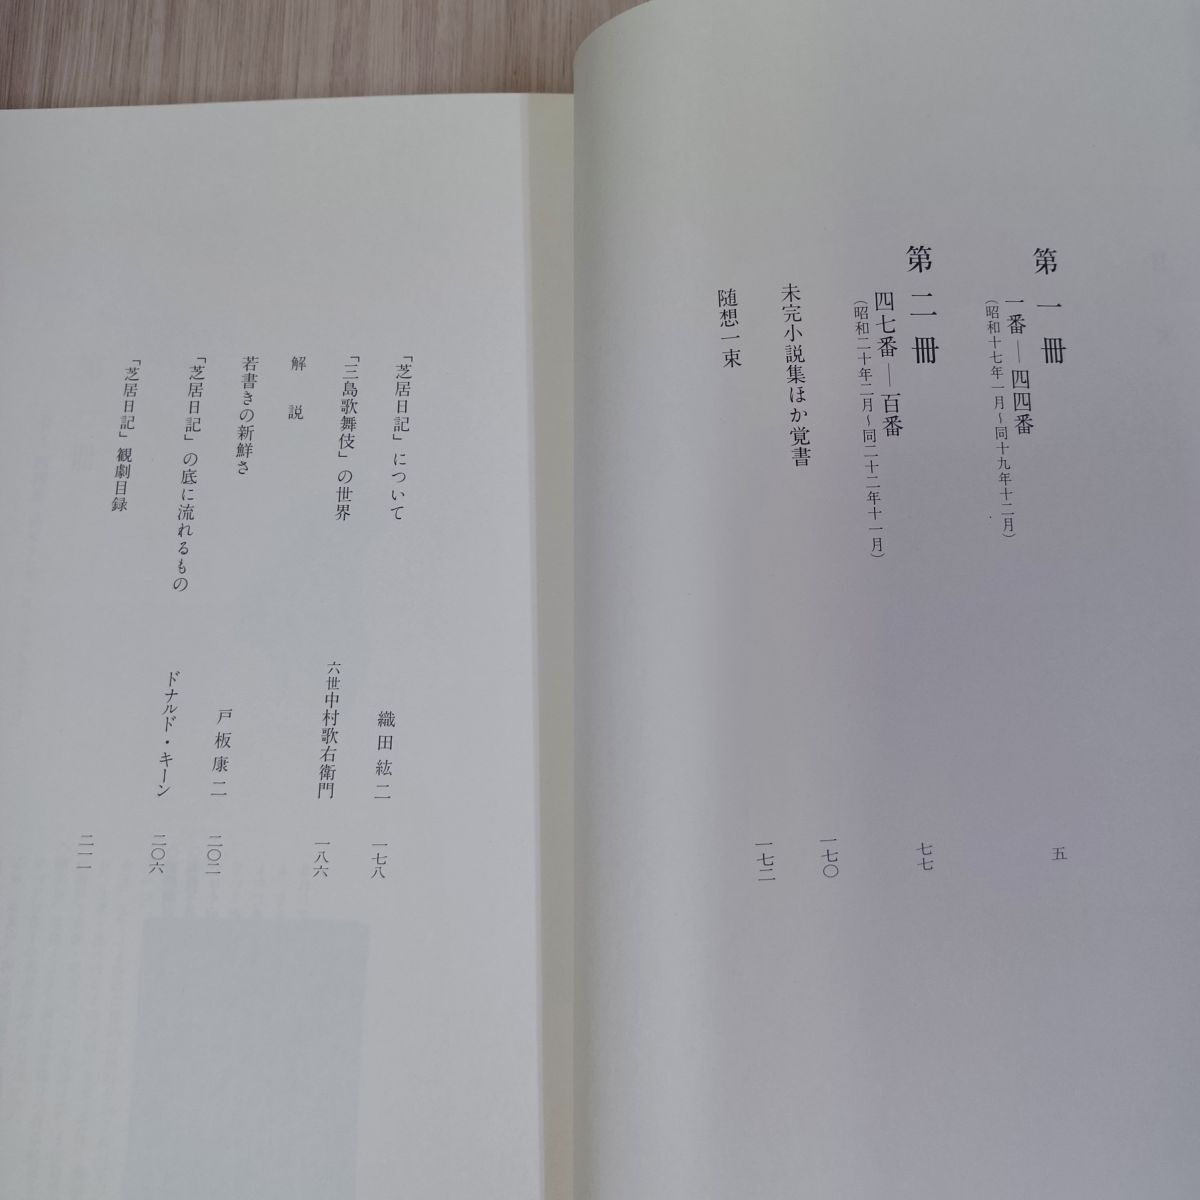 第一冊
一番―四四番
（昭和十七年一月～同十九年十二月）
五
第二冊
四七番―百番
（昭和二十年二月～同二十二年十一月）
七七
未完小説集ほか覚書
一七〇
随想一束
一七二
「芝居日記」について
織田紘二
一七八
「三島歌舞伎」の世界
六世中村歌右衛門
一八六
解説
若書きの新鮮さ
戸板康二
二〇二
「芝居日記」の底に流れるもの
ドナルド・キーン
二〇六
「芝居日記」観劇目録
二一一